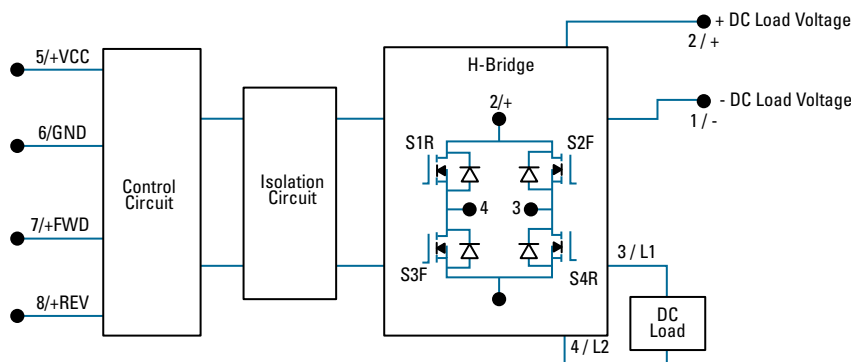 + DC Load Voltage
2 / +
- DC Load Voltage
1 / -
5/+VCC
6/GND
7/+FWD
8/+REV
Control
Circuit
Isolation
Circuit
H-Bridge
2/+
S1R
S2F
4
3
S3F
S4R
3 / L1
DC
Load
4 / L2